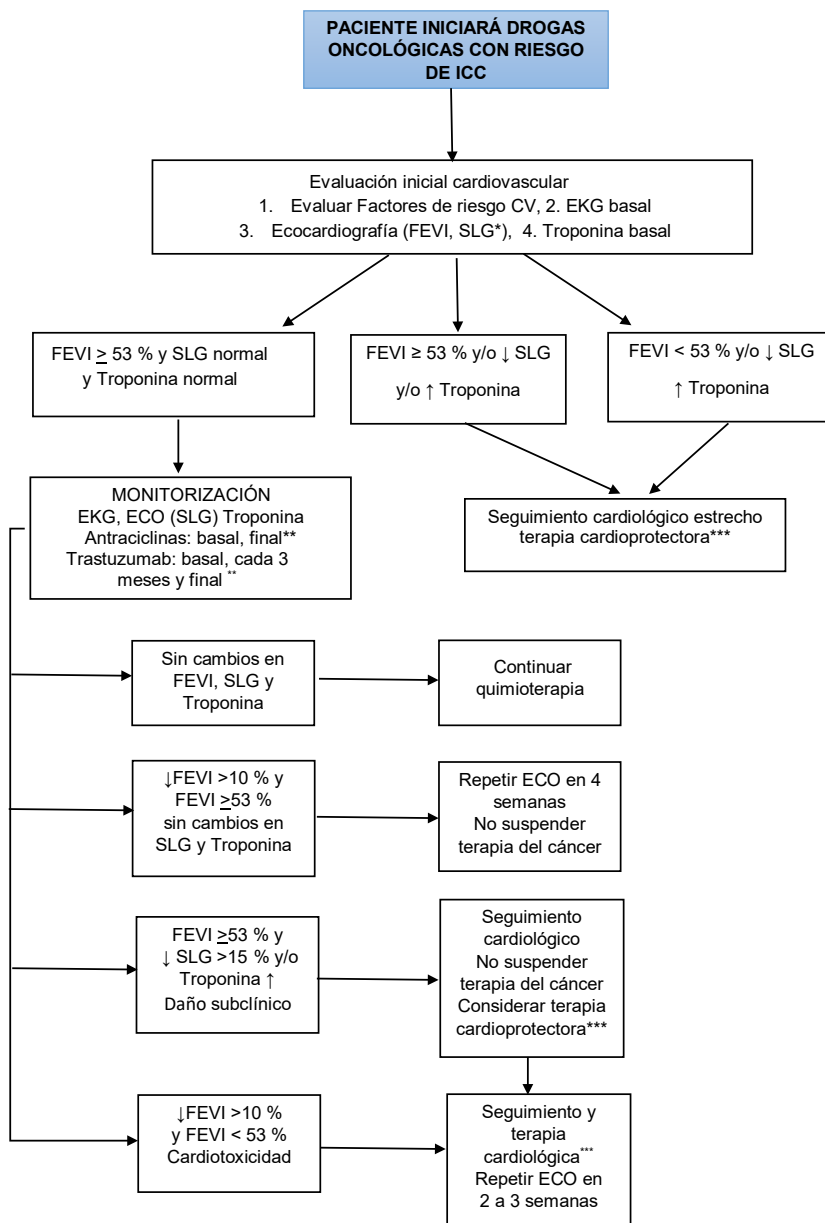 PACIENTE INICIARÁ DROGAS
ONCOLÓGICAS CON RIESGO
DE ICC
Evaluación inicial cardiovascular
1. Evaluar Factores de riesgo CV, 2. EKG basal
3. Ecocardiografía (FEVI, SLG*), 4. Troponina basal
FEVI ≥ 53 % y SLG normal
y Troponina normal
FEVI ≥ 53 % y/o ↓ SLG
y/o ↑ Troponina
FEVI < 53 % y/o ↓ SLG
↑ Troponina
MONITORIZACIÓN
EKG, ECO (SLG) Troponina
Antraciclinas: basal, final**
Trastuzumab: basal, cada 3
meses y final **
Seguimiento cardiológico estrecho
terapia cardioprotectora***
Sin cambios en
FEVI, SLG y
Troponina
Continuar
quimioterapia
↓FEVI >10 % y
FEVI ≥53 %
sin cambios en
SLG y Troponina
Repetir ECO en 4
semanas
No suspender
terapia del cáncer
FEVI ≥53 % y
↓ SLG >15 % y/o
Troponina ↑
Daño subclínico
Seguimiento
cardiológico
No suspender
terapia del cáncer
Considerar terapia
cardioprotectora***
↓FEVI >10 %
y FEVI < 53 %
Cardiotoxicidad
Seguimiento y
terapia
cardiológica***
Repetir ECO en
2 a 3 semanas